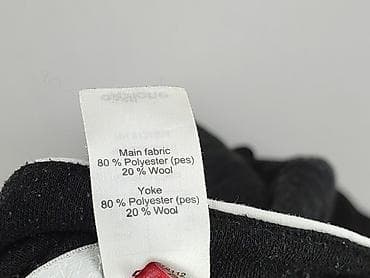 Main fabric
80 % Polyester (pes)
20 % Wool
Yoke
80 % Polyester (pes)
20 % Wool